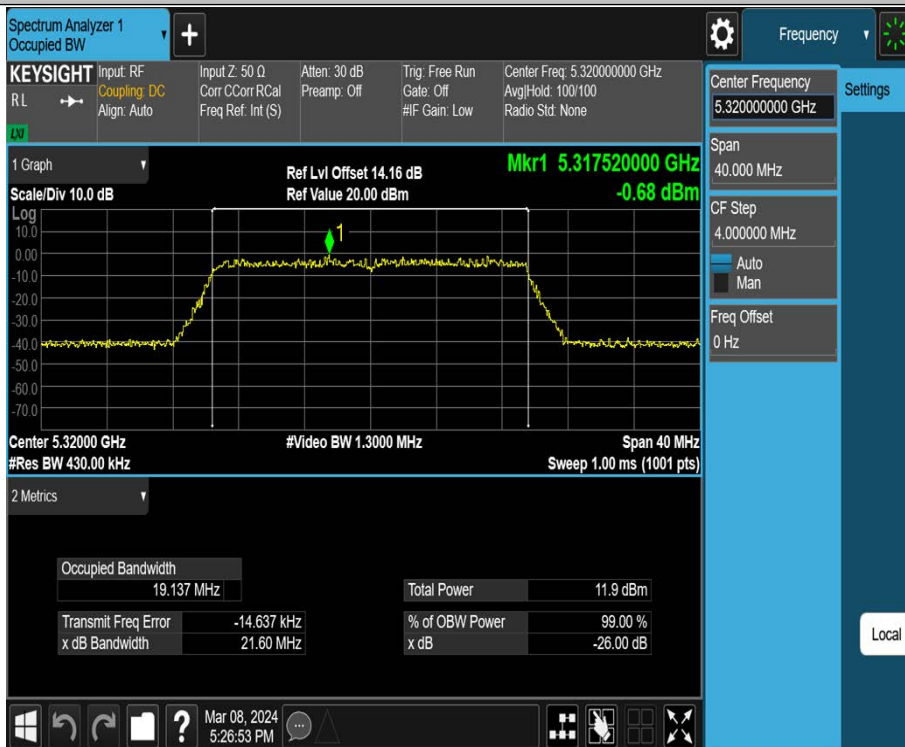 Spectrum Analyzer 1
Occupied BW
Frequency
KEYSIGHT
RL
LXI
Input: RF
Coupling: DC
Align: Auto
Input Z: 50 Ω
Corr CCorr RCal
Freq Ref: Int (S)
Atten: 30 dB
Preamp: Off
Trig: Free Run
Gate: Off
#IF Gain: Low
Center Freq: 5.320000000 GHz
Avg|Hold: 100/100
Radio Std: None
Center Frequency
5.320000000 GHz
Settings
Span
40.000 MHz
CF Step
4.000000 MHz
Auto
Man
Freq Offset
0 Hz
Local
1 Graph
Scale/Div 10.0 dB
Ref Lvl Offset 14.16 dB
Ref Value 20.00 dBm
Mkr1 5.317520000 GHz
-0.68 dBm
Log
10.0
0.00
-10.0
-20.0
-30.0
-40.0
-50.0
-60.0
-70.0
1
Center 5.32000 GHz
#Video BW 1.3000 MHz
Span 40 MHz
#Res BW 430.00 kHz
Sweep 1.00 ms (1001 pts)
2 Metrics
Occupied Bandwidth
19.137 MHz
Total Power 11.9 dBm
Transmit Freq Error -14.637 kHz
% of OBW Power 99.00 %
x dB Bandwidth 21.60 MHz
x dB -26.00 dB
?
Mar 08, 2024
5:26:53 PM